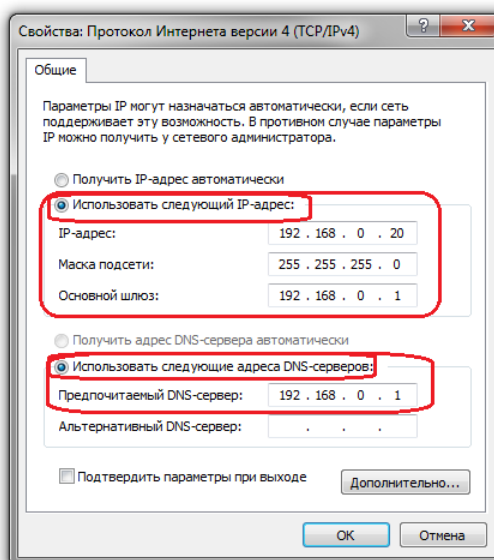 Свойства: Протокол Интернета версии 4 (TCP/IPv4)
Общие
Параметры IP могут назначаться автоматически, если сеть
поддерживает эту возможность. В противном случае параметры
IP можно получить у сетевого администратора.
Получить IP-адрес автоматически
Использовать следующий IP-адрес:
IP-адрес: 192 . 168 . 0 . 20
Маска подсети: 255 . 255 . 255 . 0
Основной шлюз: 192 . 168 . 0 . 1
Получить адрес DNS-сервера автоматически
Использовать следующие адреса DNS-серверов:
Предпочитаемый DNS-сервер: 192 . 168 . 0 . 1
Альтернативный DNS-сервер: . . .
Подтвердить параметры при выходе
Дополнительно...
ОК Отмена